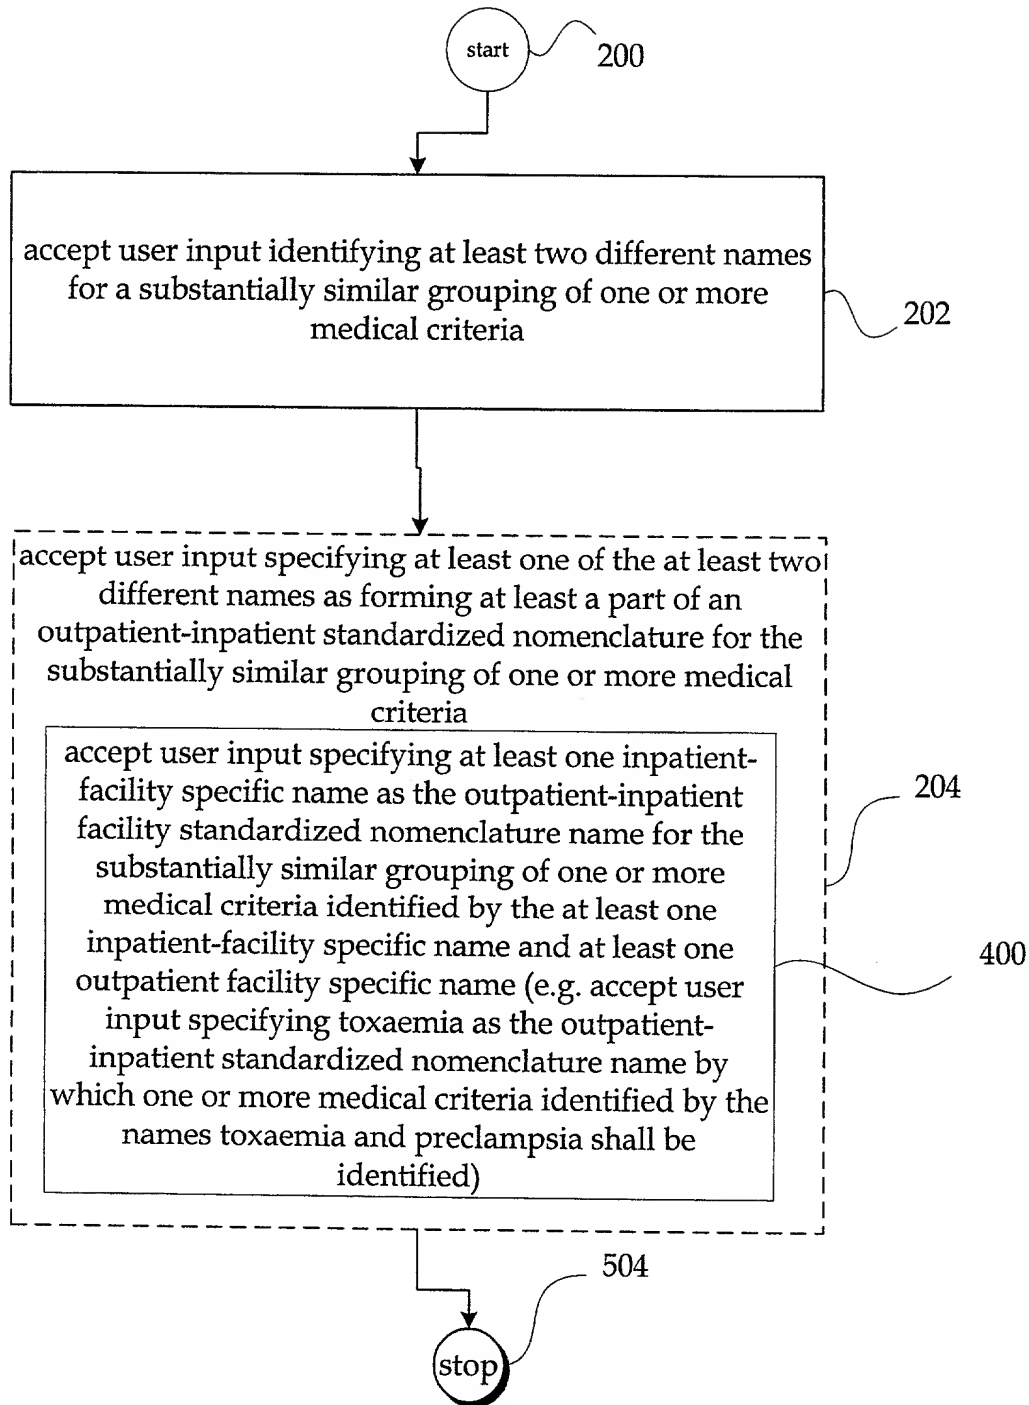 start
200
accept user input identifying at least two different names
for a substantially similar grouping of one or more
medical criteria
202
accept user input specifying at least one of the at least two
different names as forming at least a part of an
outpatient-inpatient standardized nomenclature for the
substantially similar grouping of one or more medical
criteria
204
accept user input specifying at least one inpatient-
facility specific name as the outpatient-inpatient
facility standardized nomenclature name for the
substantially similar grouping of one or more
medical criteria identified by the at least one
inpatient-facility specific name and at least one
outpatient facility specific name (e.g. accept user
input specifying toxaemia as the outpatient-
inpatient standardized nomenclature name by
which one or more medical criteria identified by the
names toxaemia and preclampsia shall be
identified)
400
504
stop